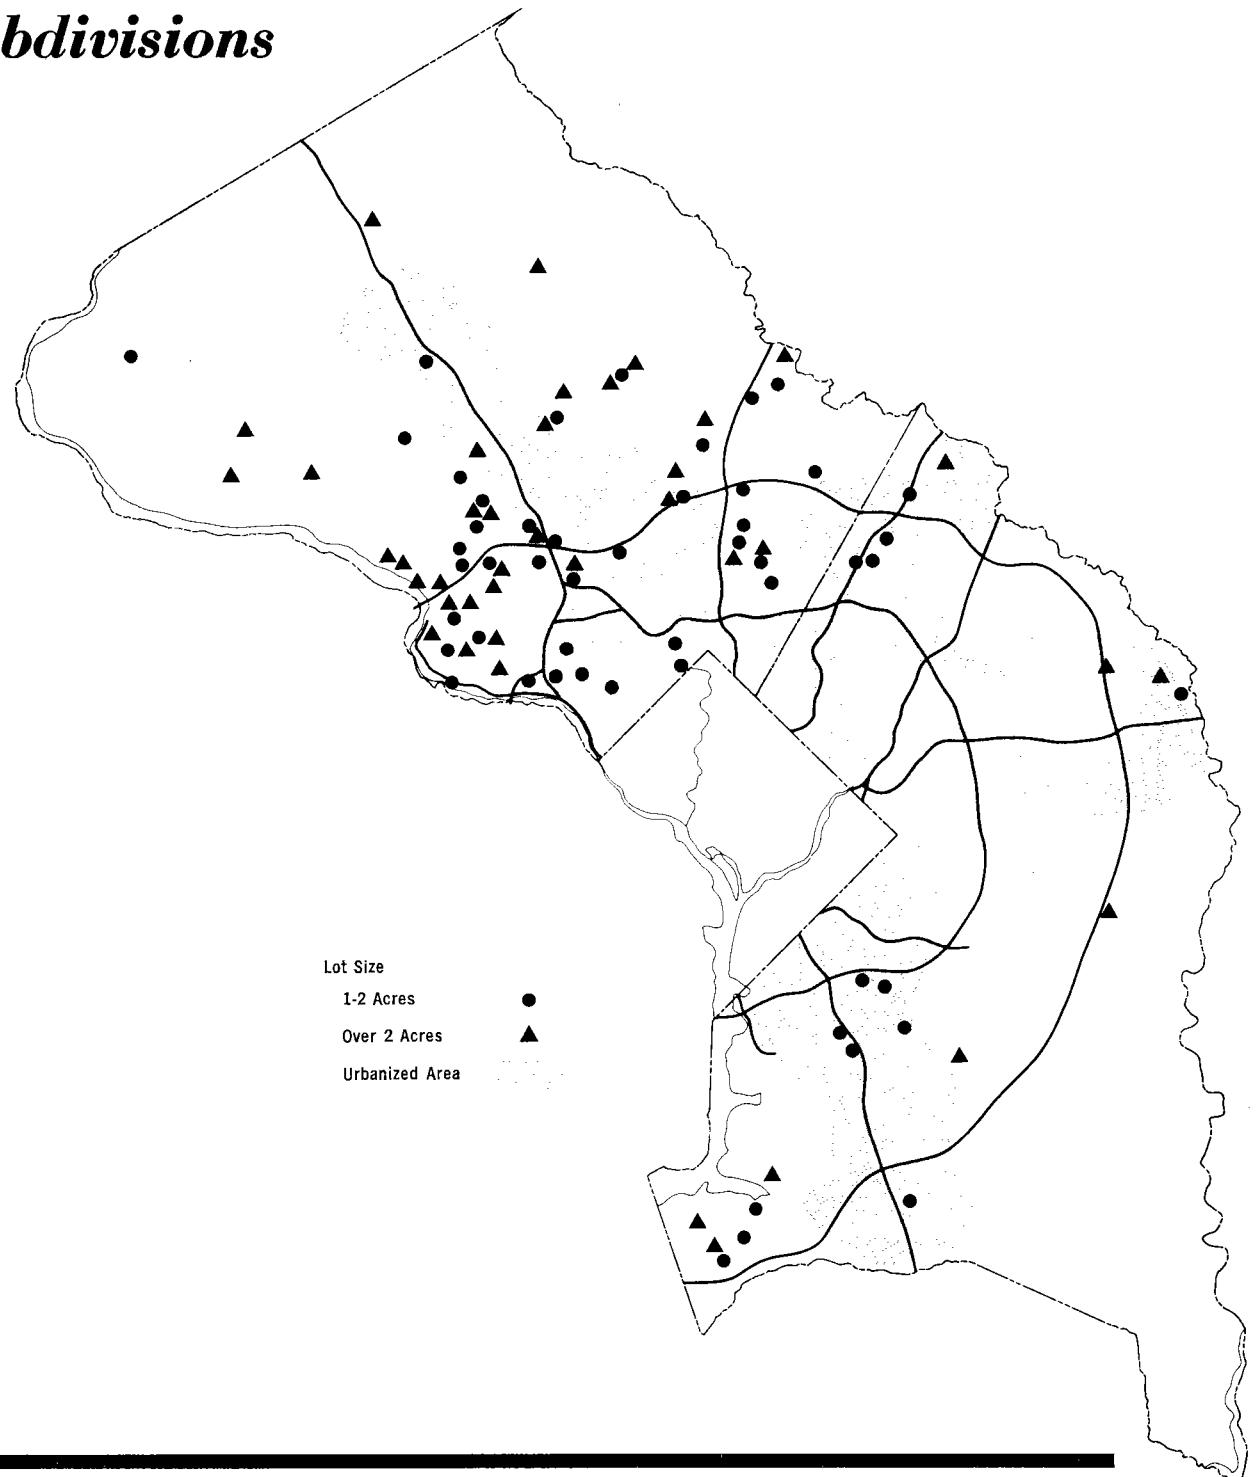 bdivisions
Lot Size
1-2 Acres
Over 2 Acres
Urbanized Area